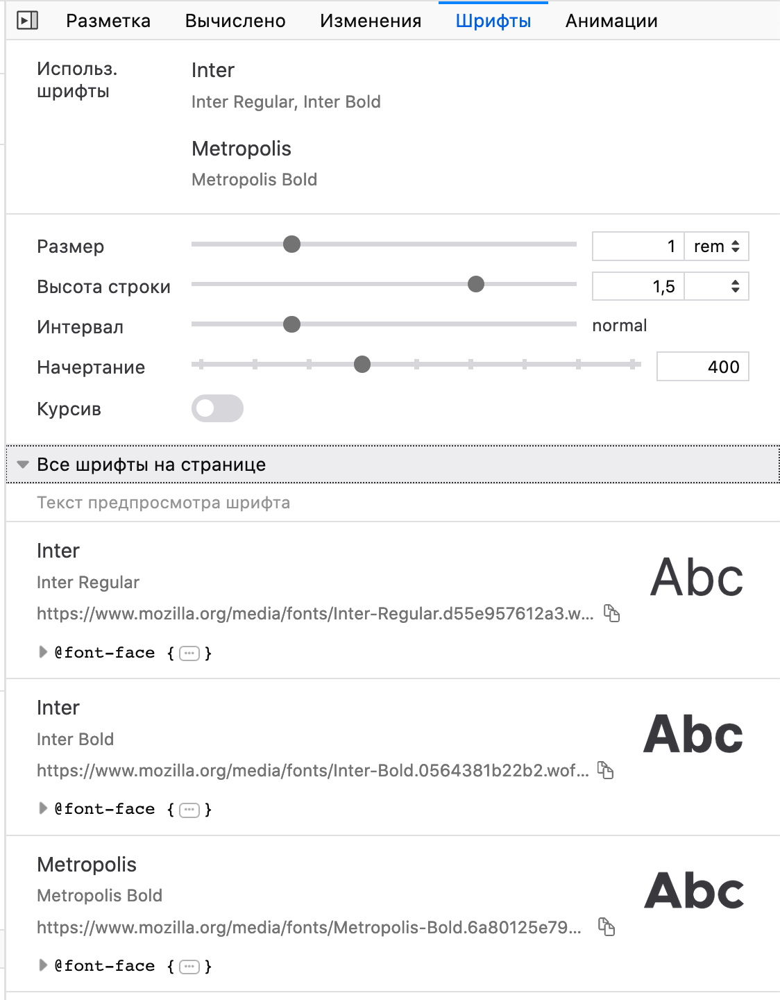 Разметка Вычислено Изменения Шрифты Анимации
Использ.
шрифты
Inter
Inter Regular, Inter Bold
Metropolis
Metropolis Bold
Размер 1 rem
Высота строки 1,5
Интервал normal
Начертание 400
Курсив
Все шрифты на странице
Текст предпросмотра шрифта
Inter
Inter Regular
https://www.mozilla.org/media/fonts/Inter-Regular.d55e957612a3.w...
@font-face { ... }
Abc
Inter
Inter Bold
https://www.mozilla.org/media/fonts/Inter-Bold.0564381b22b2.wof...
@font-face { ... }
Abc
Metropolis
Metropolis Bold
https://www.mozilla.org/media/fonts/Metropolis-Bold.6a80125e79...
@font-face { ... }
Abc